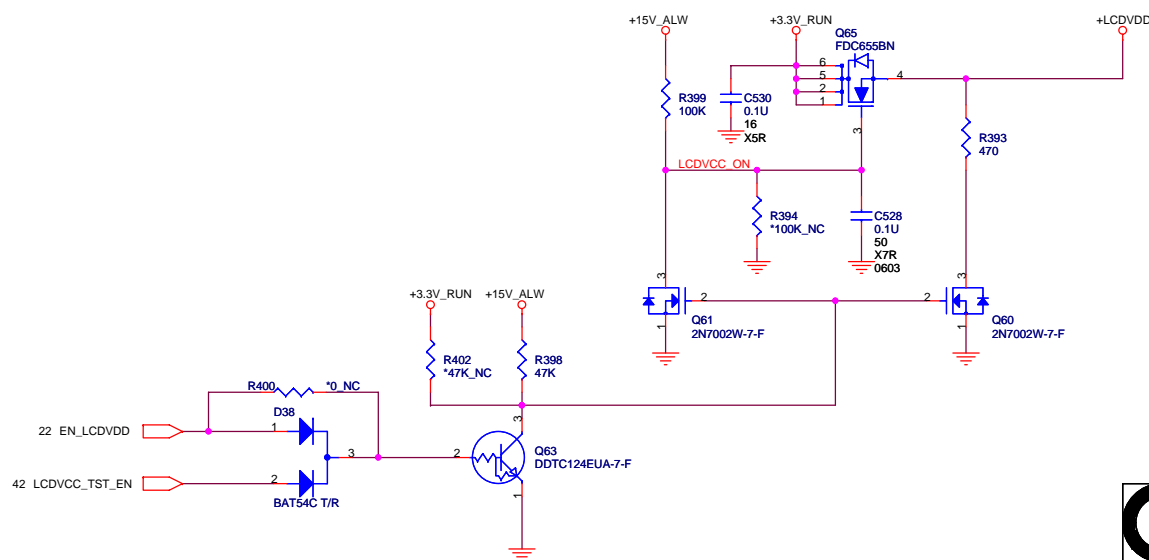 +15V_ALW
+3.3V_RUN
+LCDVDD
Q65
FDC655BN
6
5
2
1
4
3
R399
100K
C530
0.1U
16
X5R
R393
470
LCDVCC_ON
R394
*100K_NC
C528
0.1U
50
X7R
0603
3
2
1
Q61
2N7002W-7-F
3
2
1
Q60
2N7002W-7-F
+3.3V_RUN
+15V_ALW
R402
*47K_NC
R398
47K
R400
*0_NC
D38
22 EN_LCDVDD
1
3
2
3
Q63
DDTC124EUA-7-F
42 LCDVCC_TST_EN
2
1
BAT54C T/R